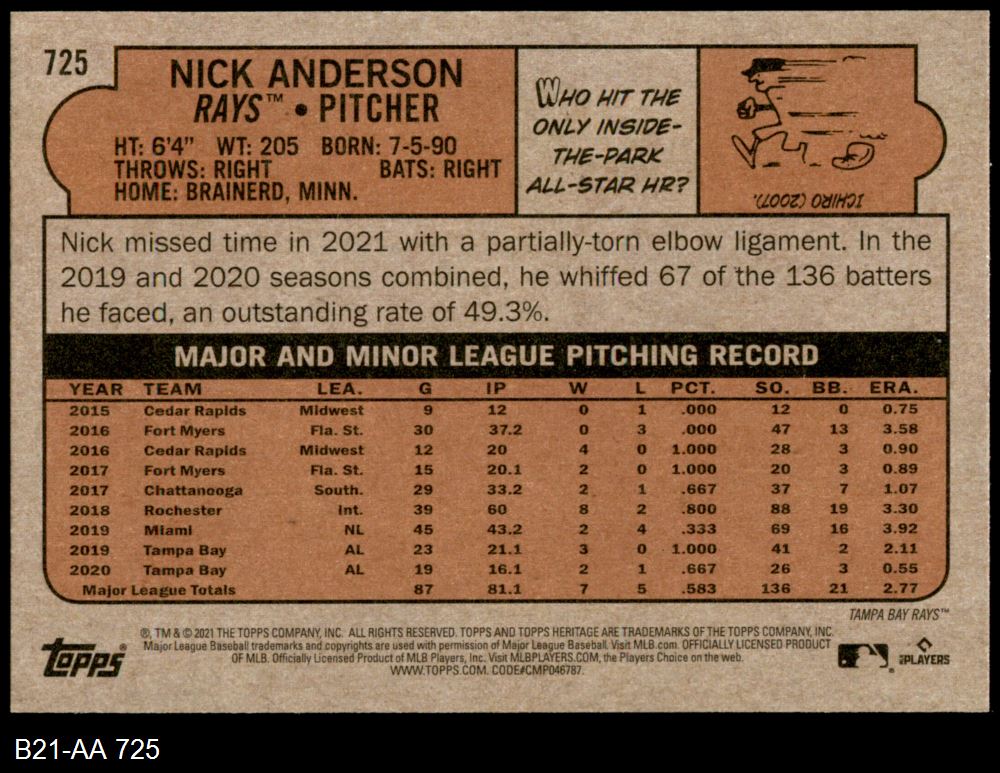 725
NICK ANDERSON
RAYS™ • PITCHER
HT: 6'4" WT: 205 BORN: 7-5-90
THROWS: RIGHT BATS: RIGHT
HOME: BRAINERD, MINN.
WHO HIT THE
ONLY INSIDE-
THE-PARK
ALL-STAR HR?
ICHIRO (2007).
Nick missed time in 2021 with a partially-torn elbow ligament. In the
2019 and 2020 seasons combined, he whiffed 67 of the 136 batters
he faced, an outstanding rate of 49.3%.
MAJOR AND MINOR LEAGUE PITCHING RECORD
YEAR TEAM LEA. G IP W L PCT. SO. BB. ERA.
2015 Cedar Rapids Midwest 9 12 0 1 .000 12 0 0.75
2016 Fort Myers Fla. St. 30 37.2 0 3 .000 47 13 3.58
2016 Cedar Rapids Midwest 12 20 4 0 1.000 28 3 0.90
2017 Fort Myers Fla. St. 15 20.1 2 0 1.000 20 3 0.89
2017 Chattanooga South. 29 33.2 2 1 .667 37 7 1.07
2018 Rochester Int. 39 60 8 2 .800 88 19 3.30
2019 Miami NL 45 43.2 2 4 .333 69 16 3.92
2019 Tampa Bay AL 23 21.1 3 0 1.000 41 2 2.11
2020 Tampa Bay AL 19 16.1 2 1 .667 26 3 0.55
Major League Totals 87 81.1 7 5 .583 136 21 2.77
TAMPA BAY RAYS™
topps®
®, TM & © 2021 THE TOPPS COMPANY, INC. ALL RIGHTS RESERVED. TOPPS AND TOPPS HERITAGE ARE TRADEMARKS OF THE TOPPS COMPANY, INC.
Major League Baseball trademarks and copyrights are used with permission of Major League Baseball. Visit MLB.com. OFFICIALLY LICENSED PRODUCT
OF MLB. Officially Licensed Product of MLB Players, Inc. Visit MLBPLAYERS.COM, the Players Choice on the web.
WWW.TOPPS.COM. CODE#CMP046787.
MLB PLAYERS
B21-AA 725